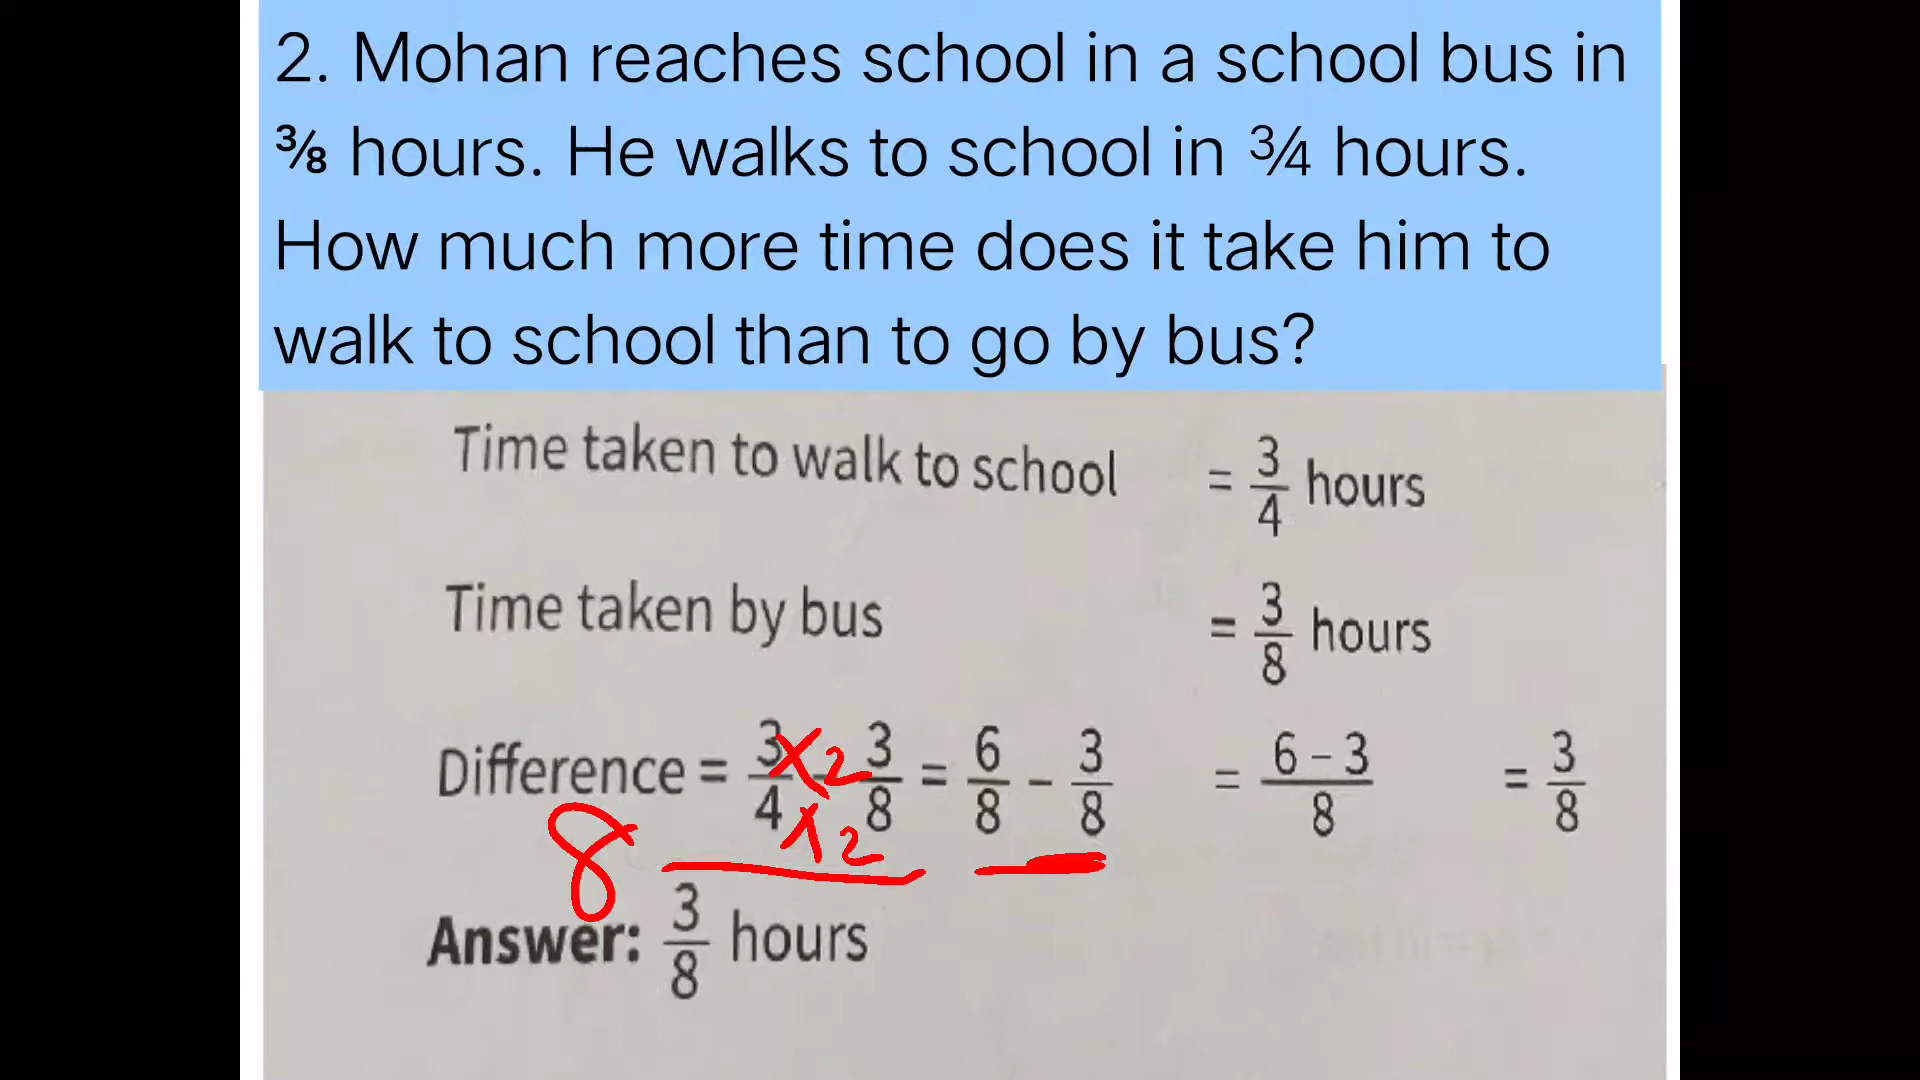 2. Mohan reaches school in a school bus in
⅜ hours. He walks to school in ¾ hours.
How much more time does it take him to
walk to school than to go by bus?
Time taken to walk to school = 3/4 hours
Time taken by bus = 3/8 hours
Difference = 3/4 - 3/8 = 6/8 - 3/8 = 6 - 3/8 = 3/8
x2
x2
8
Answer: 3/8 hours